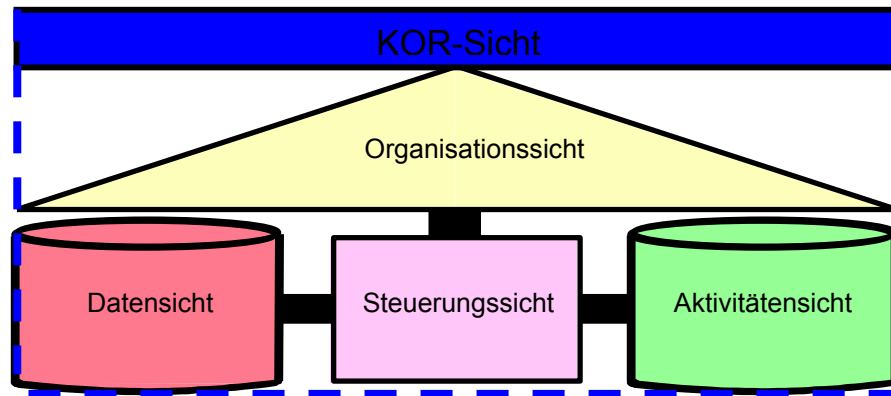 KOR-Sicht
Organisationssicht
Datensicht
Steuerungssicht
Aktivitätensicht